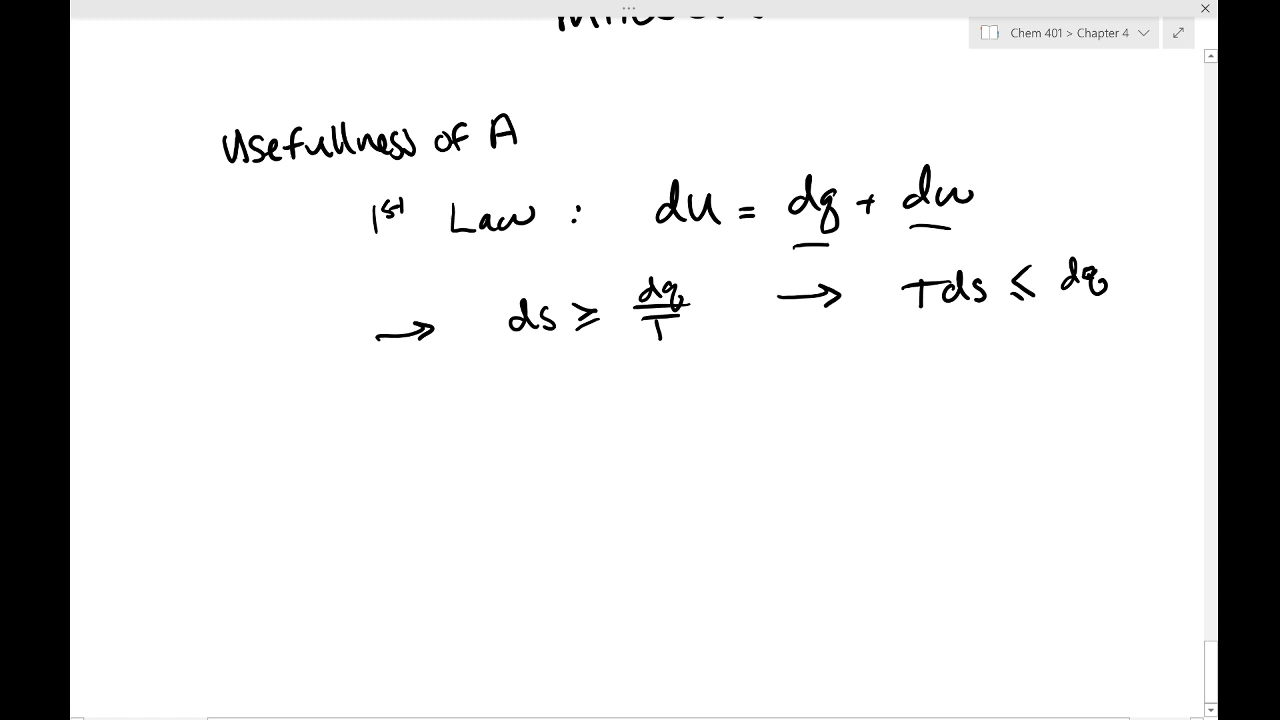 Chem 401 > Chapter 4
Usefullness of A
1st Law : du = dq + dw
→ ds ≥ dq/T → Tds ≤ dq